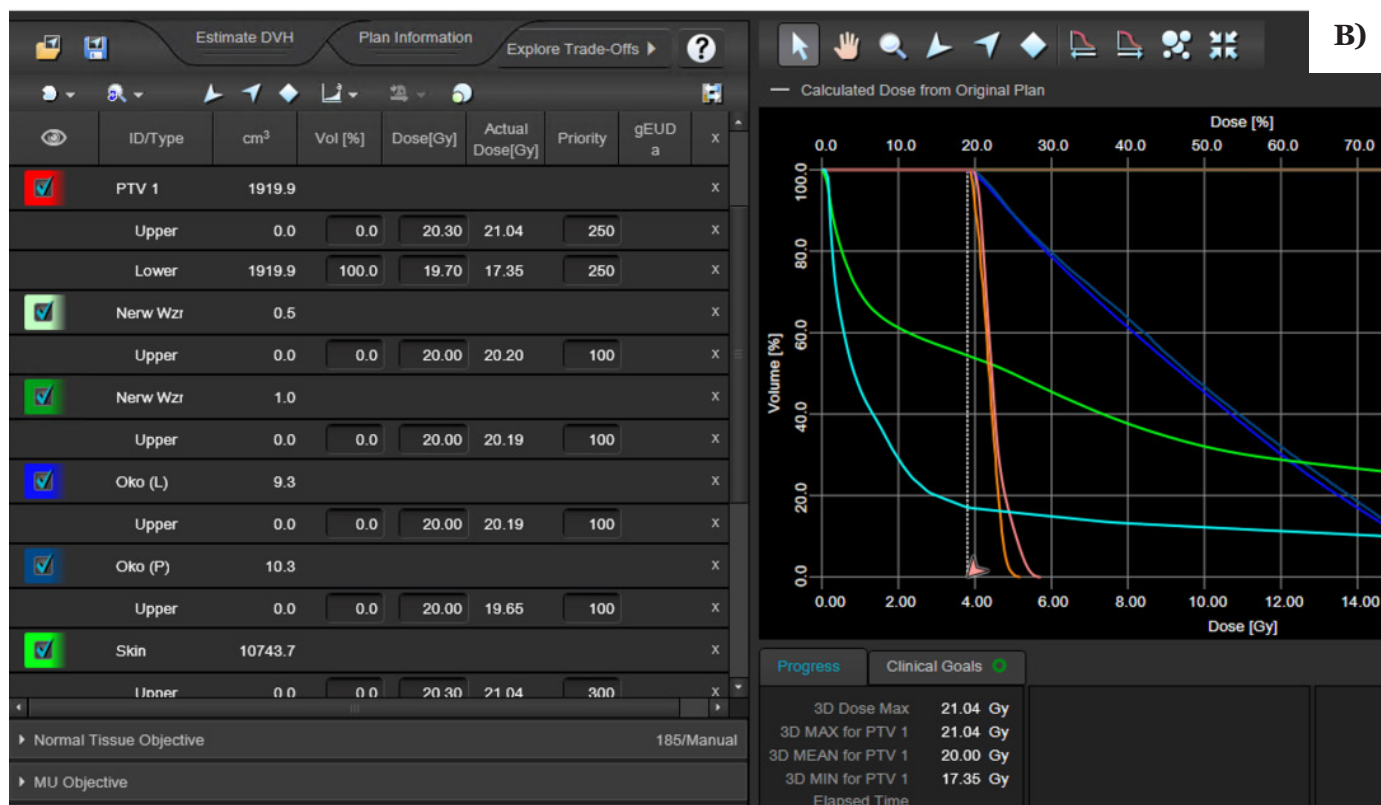 Estimate DVH Plan Information Explore Trade-Offs ?
B)
ID/Type cm³ Vol [%] Dose[Gy] Actual Dose[Gy] Priority gEUD a x
PTV 1 1919.9 x
Upper 0.0 0.0 20.30 21.04 250 x
Lower 1919.9 100.0 19.70 17.35 250 x
Nerw Wzr 0.5 x
Upper 0.0 0.0 20.00 20.20 100 x
Nerw Wzr 1.0 x
Upper 0.0 0.0 20.00 20.19 100 x
Oko (L) 9.3 x
Upper 0.0 0.0 20.00 20.19 100 x
Oko (P) 10.3 x
Upper 0.0 0.0 20.00 19.65 100 x
Skin 10743.7 x
Upper 0.0 0.0 20.30 21.04 300 x
Normal Tissue Objective 185/Manual
MU Objective
Calculated Dose from Original Plan
Dose [%]
0.0 10.0 20.0 30.0 40.0 50.0 60.0 70.0
Volume [%]
100.0
80.0
60.0
40.0
20.0
0.0
0.00 2.00 4.00 6.00 8.00 10.00 12.00 14.00
Dose [Gy]
Progress Clinical Goals
3D Dose Max 21.04 Gy
3D MAX for PTV 1 21.04 Gy
3D MEAN for PTV 1 20.00 Gy
3D MIN for PTV 1 17.35 Gy
Elapsed Time